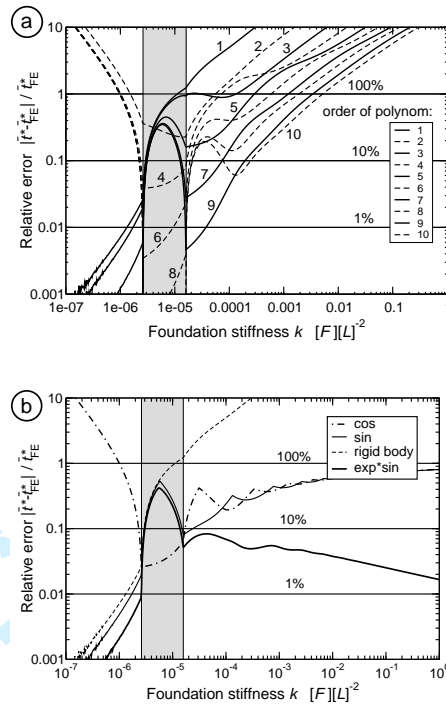 a
10
1
0.1
0.01
0.001
Relative error |t̄*-t̄*FE| / t̄*FE
1
2
3
4
5
6
7
8
9
10
100%
10%
1%
order of polynom:
1
2
3
4
5
6
7
8
9
10
1e-07 1e-06 1e-05 0.0001 0.001 0.01 0.1
Foundation stiffness k [F][L]⁻²
b
10
1
0.1
0.01
0.001
Relative error |t̄*-t̄*FE| / t̄*FE
cos
sin
rigid body
exp*sin
100%
10%
1%
10⁻⁷ 10⁻⁶ 10⁻⁵ 10⁻⁴ 10⁻³ 10⁻² 10⁻¹ 10⁰
Foundation stiffness k [F][L]⁻²